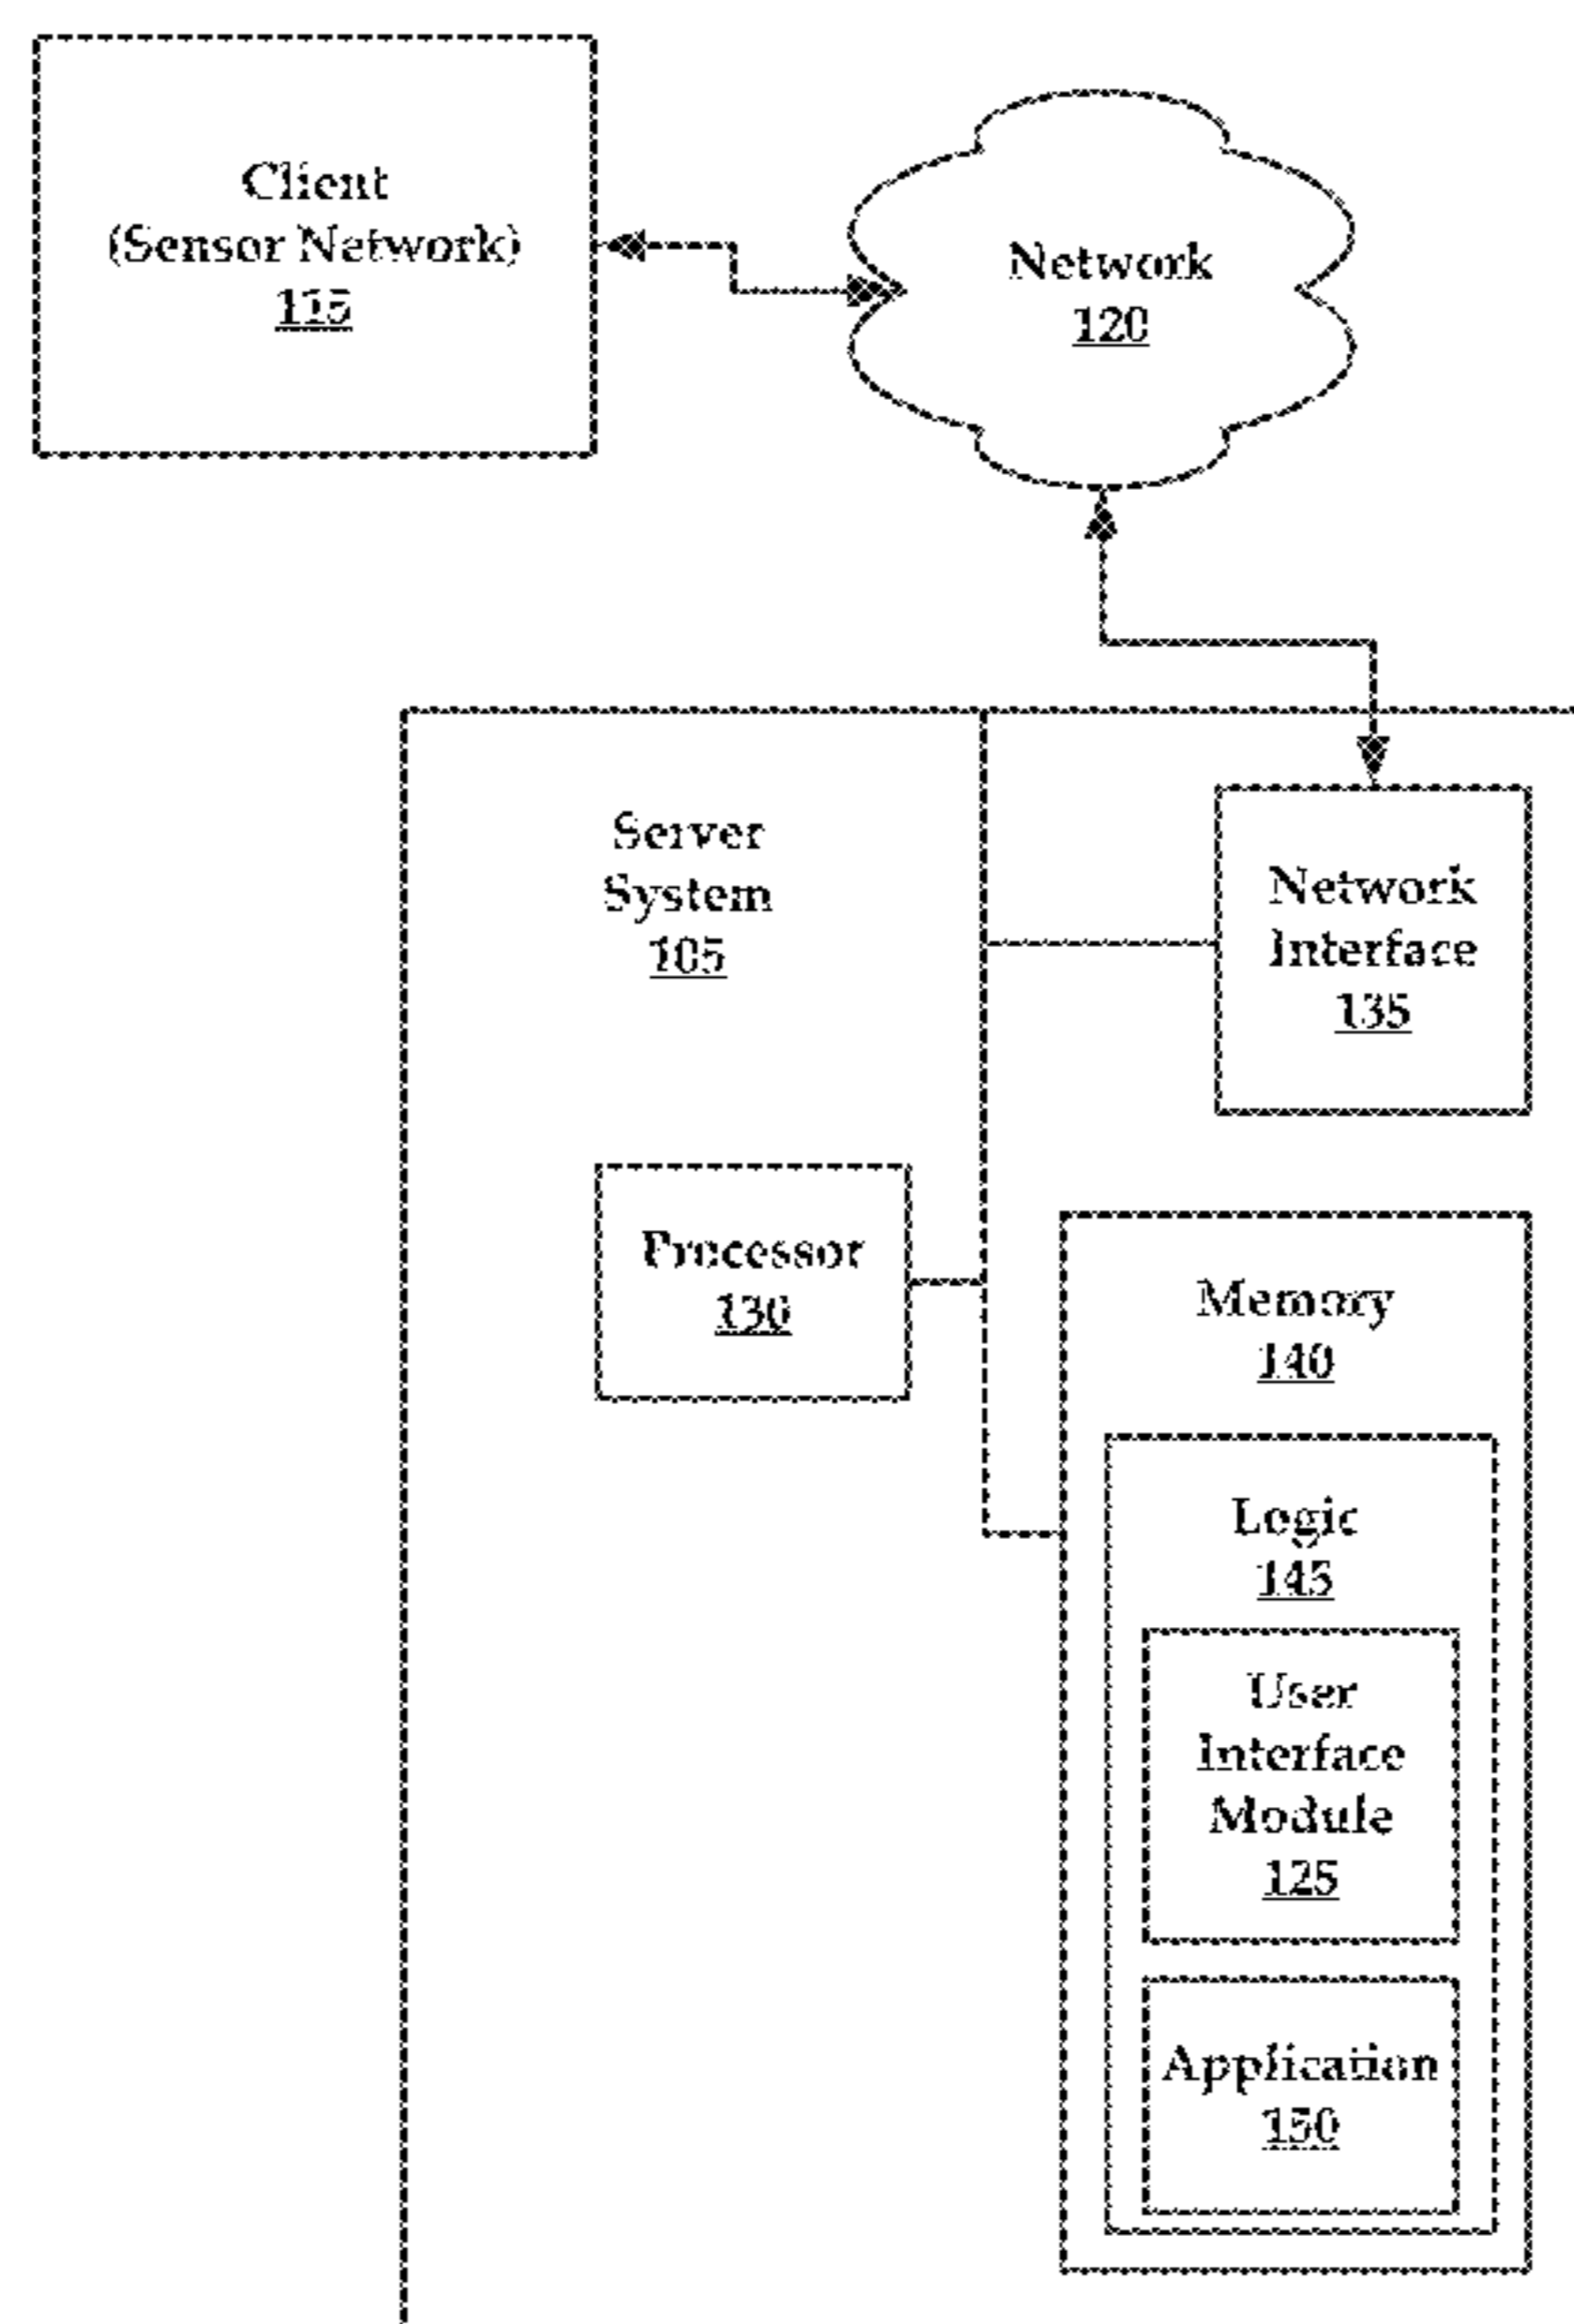 Client
(Sensor Network)
115
Network
120
Server
System
105
Network
Interface
135
Processor
130
Memory
140
Logic
145
User
Interface
Module
125
Application
150